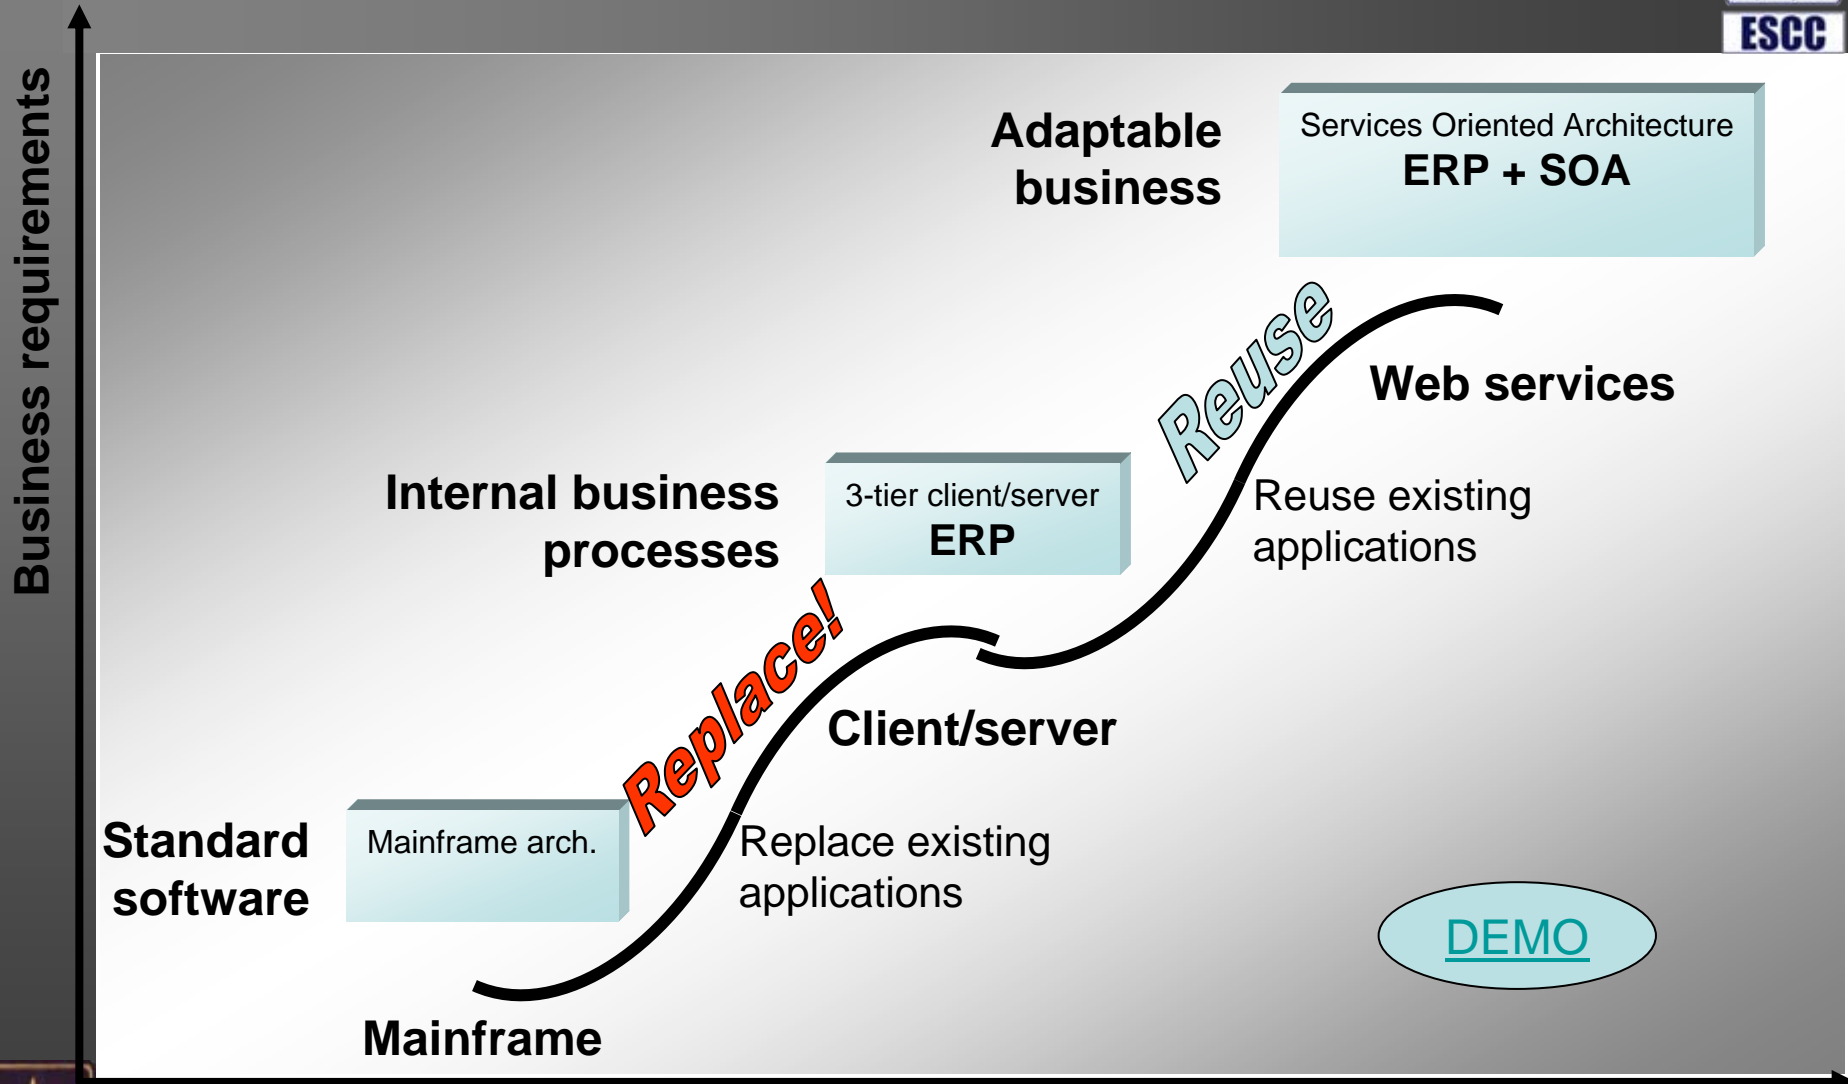 ESCC
Business requirements
Adaptable
business
Services Oriented Architecture
ERP + SOA
Reuse
Web services
Reuse existing
applications
Internal business
processes
3-tier client/server
ERP
Replace!
Client/server
Replace existing
applications
Standard
software
Mainframe arch.
Mainframe
DEMO